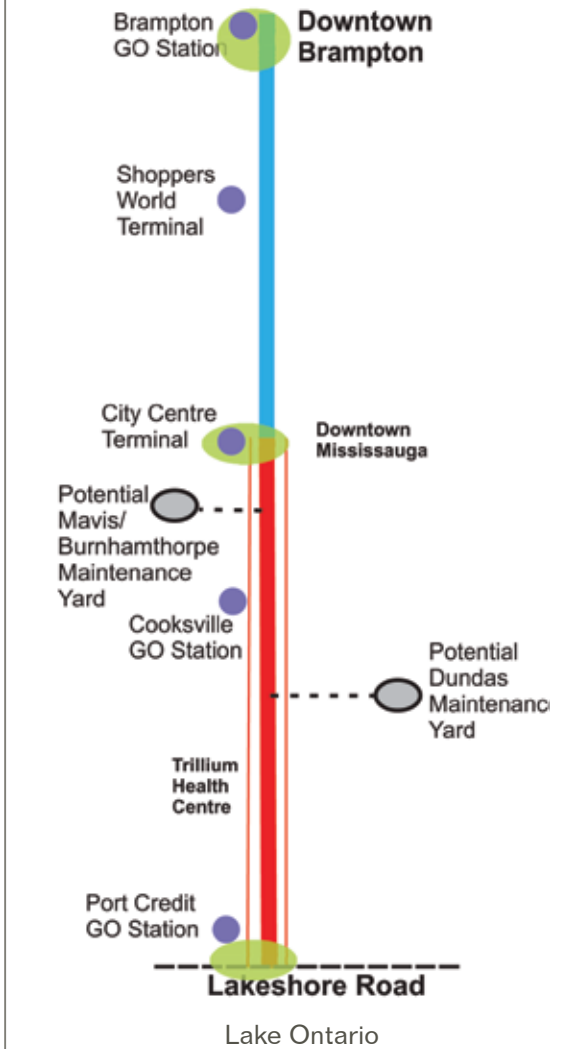 Brampton
GO Station
Downtown
Brampton
Shoppers
World
Terminal
City Centre
Terminal
Downtown
Mississauga
Potential
Mavis/
Burnhamthorpe
Maintenance
Yard
Cooksville
GO Station
Potential
Dundas
Maintenanc
Yard
Trillium
Health
Centre
Port Credit
GO Station
Lakeshore Road
Lake Ontario